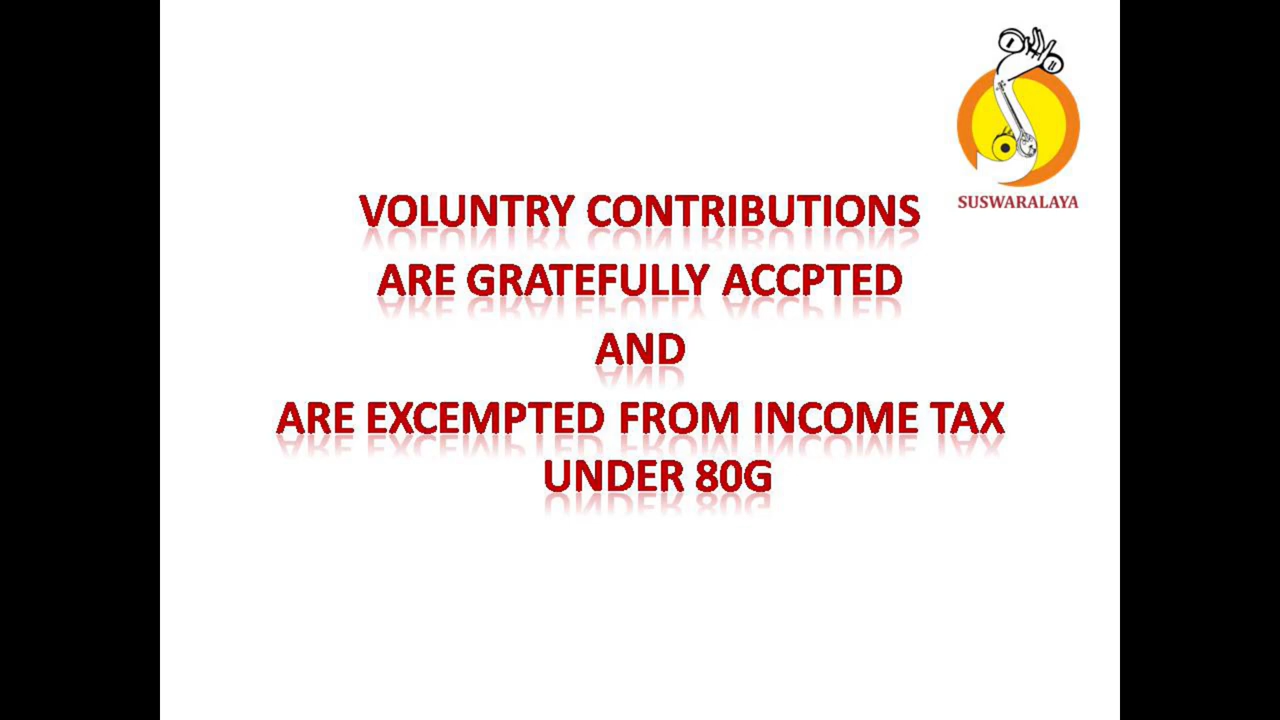 SUSWARALAYA
VOLUNTRY CONTRIBUTIONS
ARE GRATEFULLY ACCPTED
AND
ARE EXCEMPTED FROM INCOME TAX
UNDER 80G